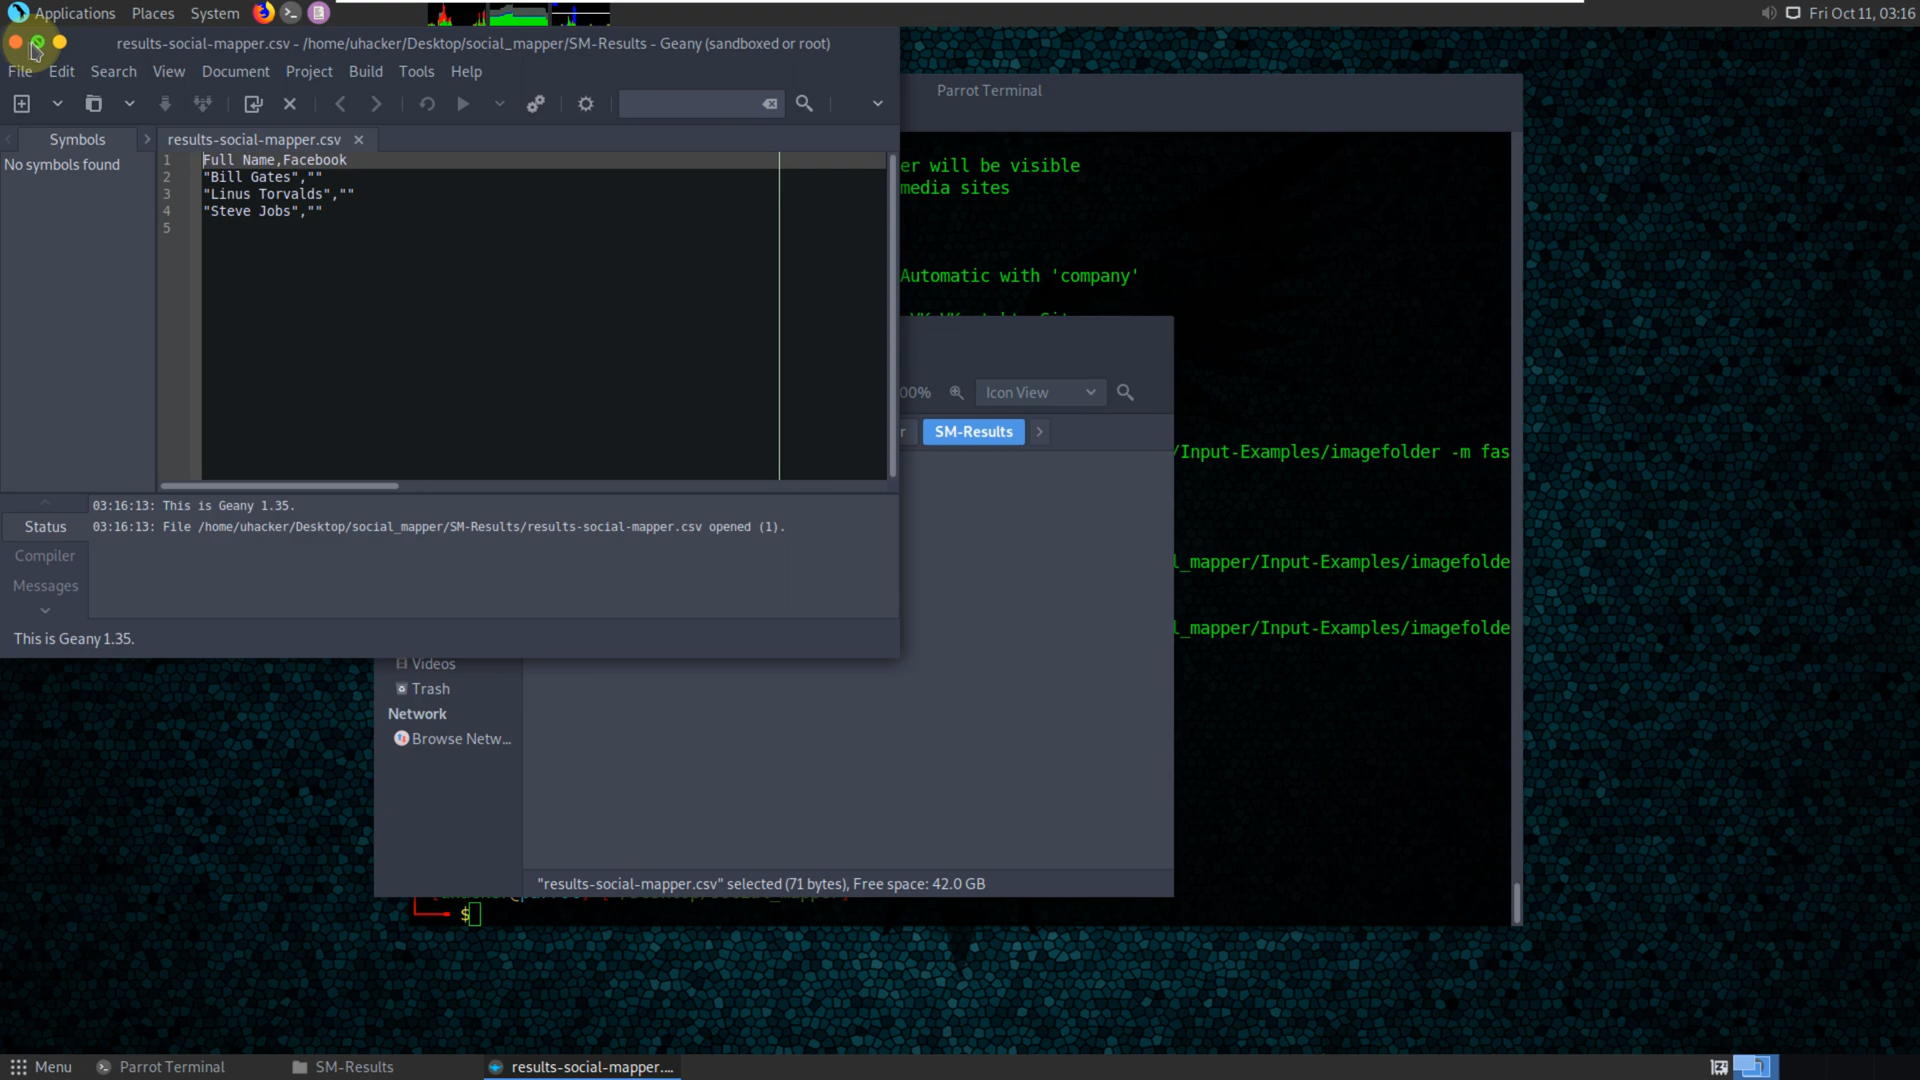 Applications Places System
Fri Oct 11, 03:16
results-social-mapper.csv - /home/uhacker/Desktop/social_mapper/SM-Results - Geany (sandboxed or root)
File Edit Search View Document Project Build Tools Help
Symbols
results-social-mapper.csv
No symbols found
1 Full Name,Facebook
2 "Bill Gates",""
3 "Linus Torvalds",""
4 "Steve Jobs",""
5
03:16:13: This is Geany 1.35.
Status
03:16:13: File /home/uhacker/Desktop/social_mapper/SM-Results/results-social-mapper.csv opened (1).
Compiler
Messages
This is Geany 1.35.
Parrot Terminal
er will be visible
media sites
Automatic with 'company'
00% Icon View
r SM-Results
/Input-Examples/imagefolder -m fas
l_mapper/Input-Examples/imagefolde
l_mapper/Input-Examples/imagefolde
Videos
Trash
Network
Browse Netw...
"results-social-mapper.csv" selected (71 bytes), Free space: 42.0 GB
$
Menu Parrot Terminal SM-Results results-social-mapper....